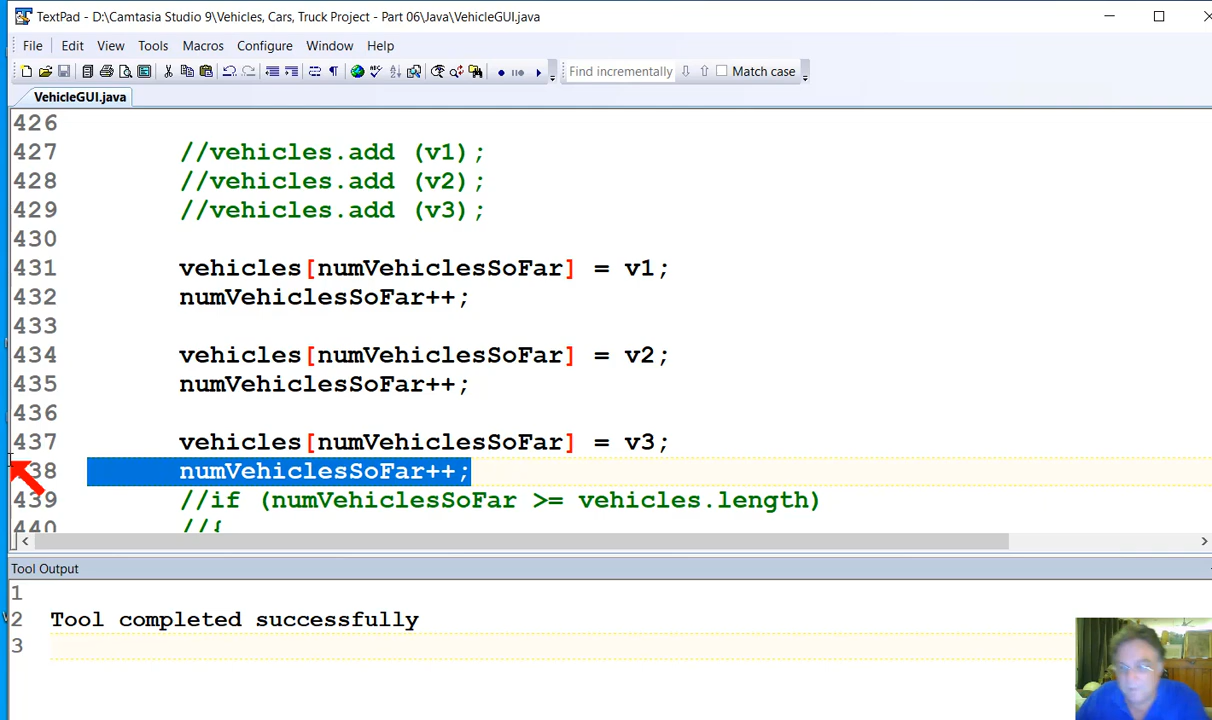 TextPad - D:\Camtasia Studio 9\Vehicles, Cars, Truck Project - Part 06\Java\VehicleGUI.java
File Edit View Tools Macros Configure Window Help
Find incrementally Match case
VehicleGUI.java
426
427 //vehicles.add (v1);
428 //vehicles.add (v2);
429 //vehicles.add (v3);
430
431 vehicles[numVehiclesSoFar] = v1;
432 numVehiclesSoFar++;
433
434 vehicles[numVehiclesSoFar] = v2;
435 numVehiclesSoFar++;
436
437 vehicles[numVehiclesSoFar] = v3;
438 numVehiclesSoFar++;
439 //if (numVehiclesSoFar >= vehicles.length)
440 //{
Tool Output
1
2 Tool completed successfully
3